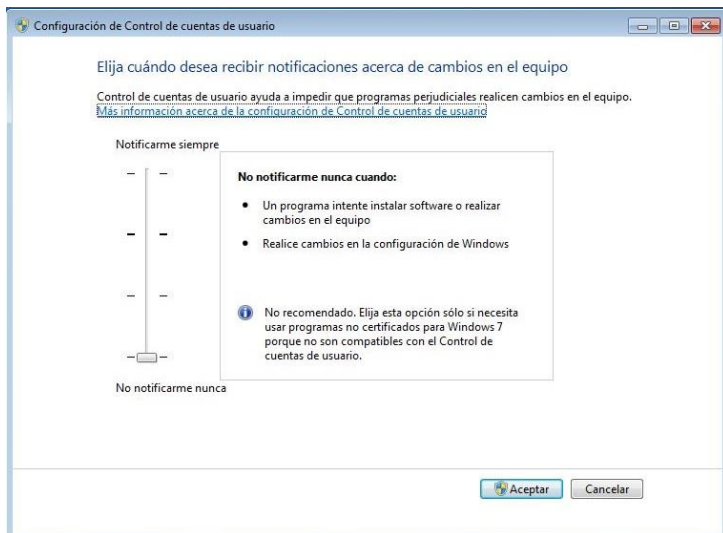 Configuración de Control de cuentas de usuario
Elija cuándo desea recibir notificaciones acerca de cambios en el equipo
Control de cuentas de usuario ayuda a impedir que programas perjudiciales realicen cambios en el equipo.
Más información acerca de la configuración de Control de cuentas de usuario
Notificarme siempre
No notificarme nunca cuando:
Un programa intente instalar software o realizar
cambios en el equipo
Realice cambios en la configuración de Windows
No recomendado. Elija esta opción sólo si necesita
usar programas no certificados para Windows 7
porque no son compatibles con el Control de
cuentas de usuario.
No notificarme nunca
Aceptar
Cancelar